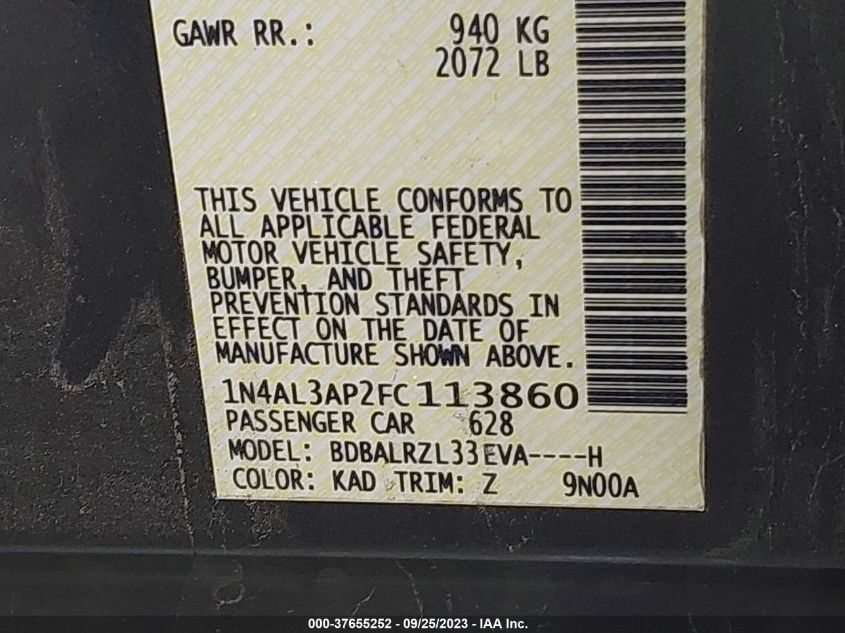 GAWR RR.: 940 KG
2072 LB
THIS VEHICLE CONFORMS TO
ALL APPLICABLE FEDERAL
MOTOR VEHICLE SAFETY,
BUMPER, AND THEFT
PREVENTION STANDARDS IN
EFFECT ON THE DATE OF
MANUFACTURE SHOWN ABOVE.
1N4AL3AP2FC113860
PASSENGER CAR 628
MODEL: BDBALRZL33EVA----H
COLOR: KAD TRIM: Z 9N00A
000-37655252 - 09/25/2023 - IAA Inc.